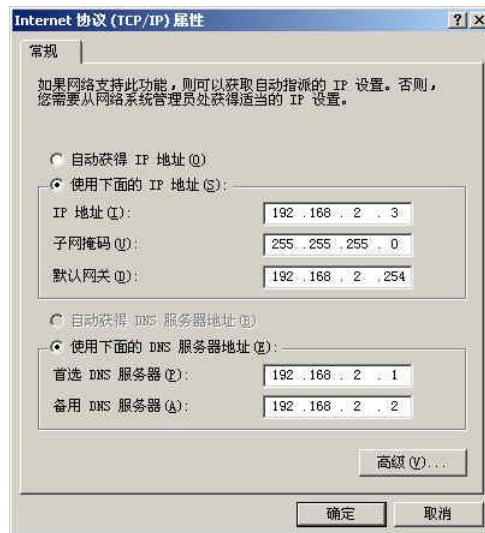 Internet 协议 (TCP/IP) 属性
常规
如果网络支持此功能，则可以获取自动指派的 IP 设置。否则，
您需要从网络系统管理员处获得适当的 IP 设置。
自动获得 IP 地址(O)
使用下面的 IP 地址(S):
IP 地址(I): 192 .168 . 2 . 3
子网掩码(U): 255 .255 .255 . 0
默认网关(D): 192 .168 . 2 .254
自动获得 DNS 服务器地址(B)
使用下面的 DNS 服务器地址(E):
首选 DNS 服务器(P): 192 .168 . 2 . 1
备用 DNS 服务器(A): 192 .168 . 2 . 2
高级(V)...
确定 取消